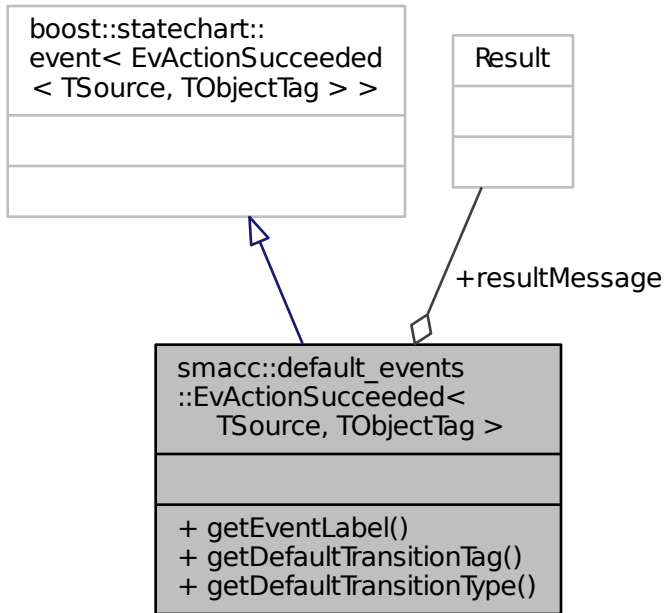 boost::statechart::
event< EvActionSucceeded
< TSource, TObjectTag > >
Result
+resultMessage
smacc::default_events
::EvActionSucceeded<
TSource, TObjectTag >
+ getEventLabel()
+ getDefaultTransitionTag()
+ getDefaultTransitionType()